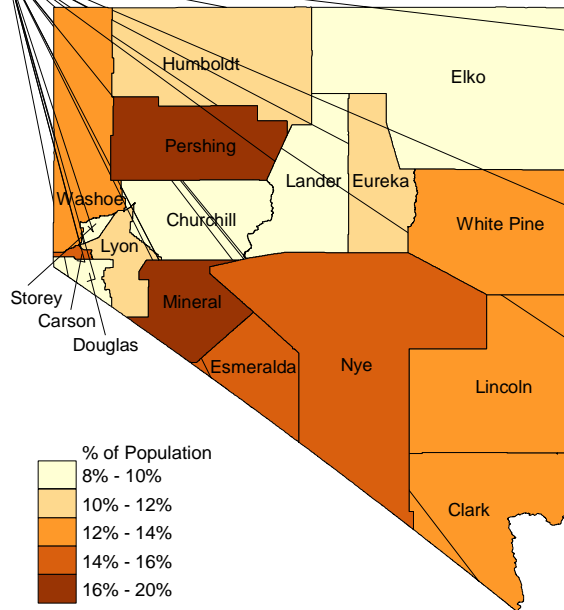 Humboldt
Elko
Pershing
Lander
Eureka
Washoe
Churchill
White Pine
Lyon
Storey
Carson
Douglas
Mineral
Esmeralda
Nye
Lincoln
Clark
% of Population
8% - 10%
10% - 12%
12% - 14%
14% - 16%
16% - 20%